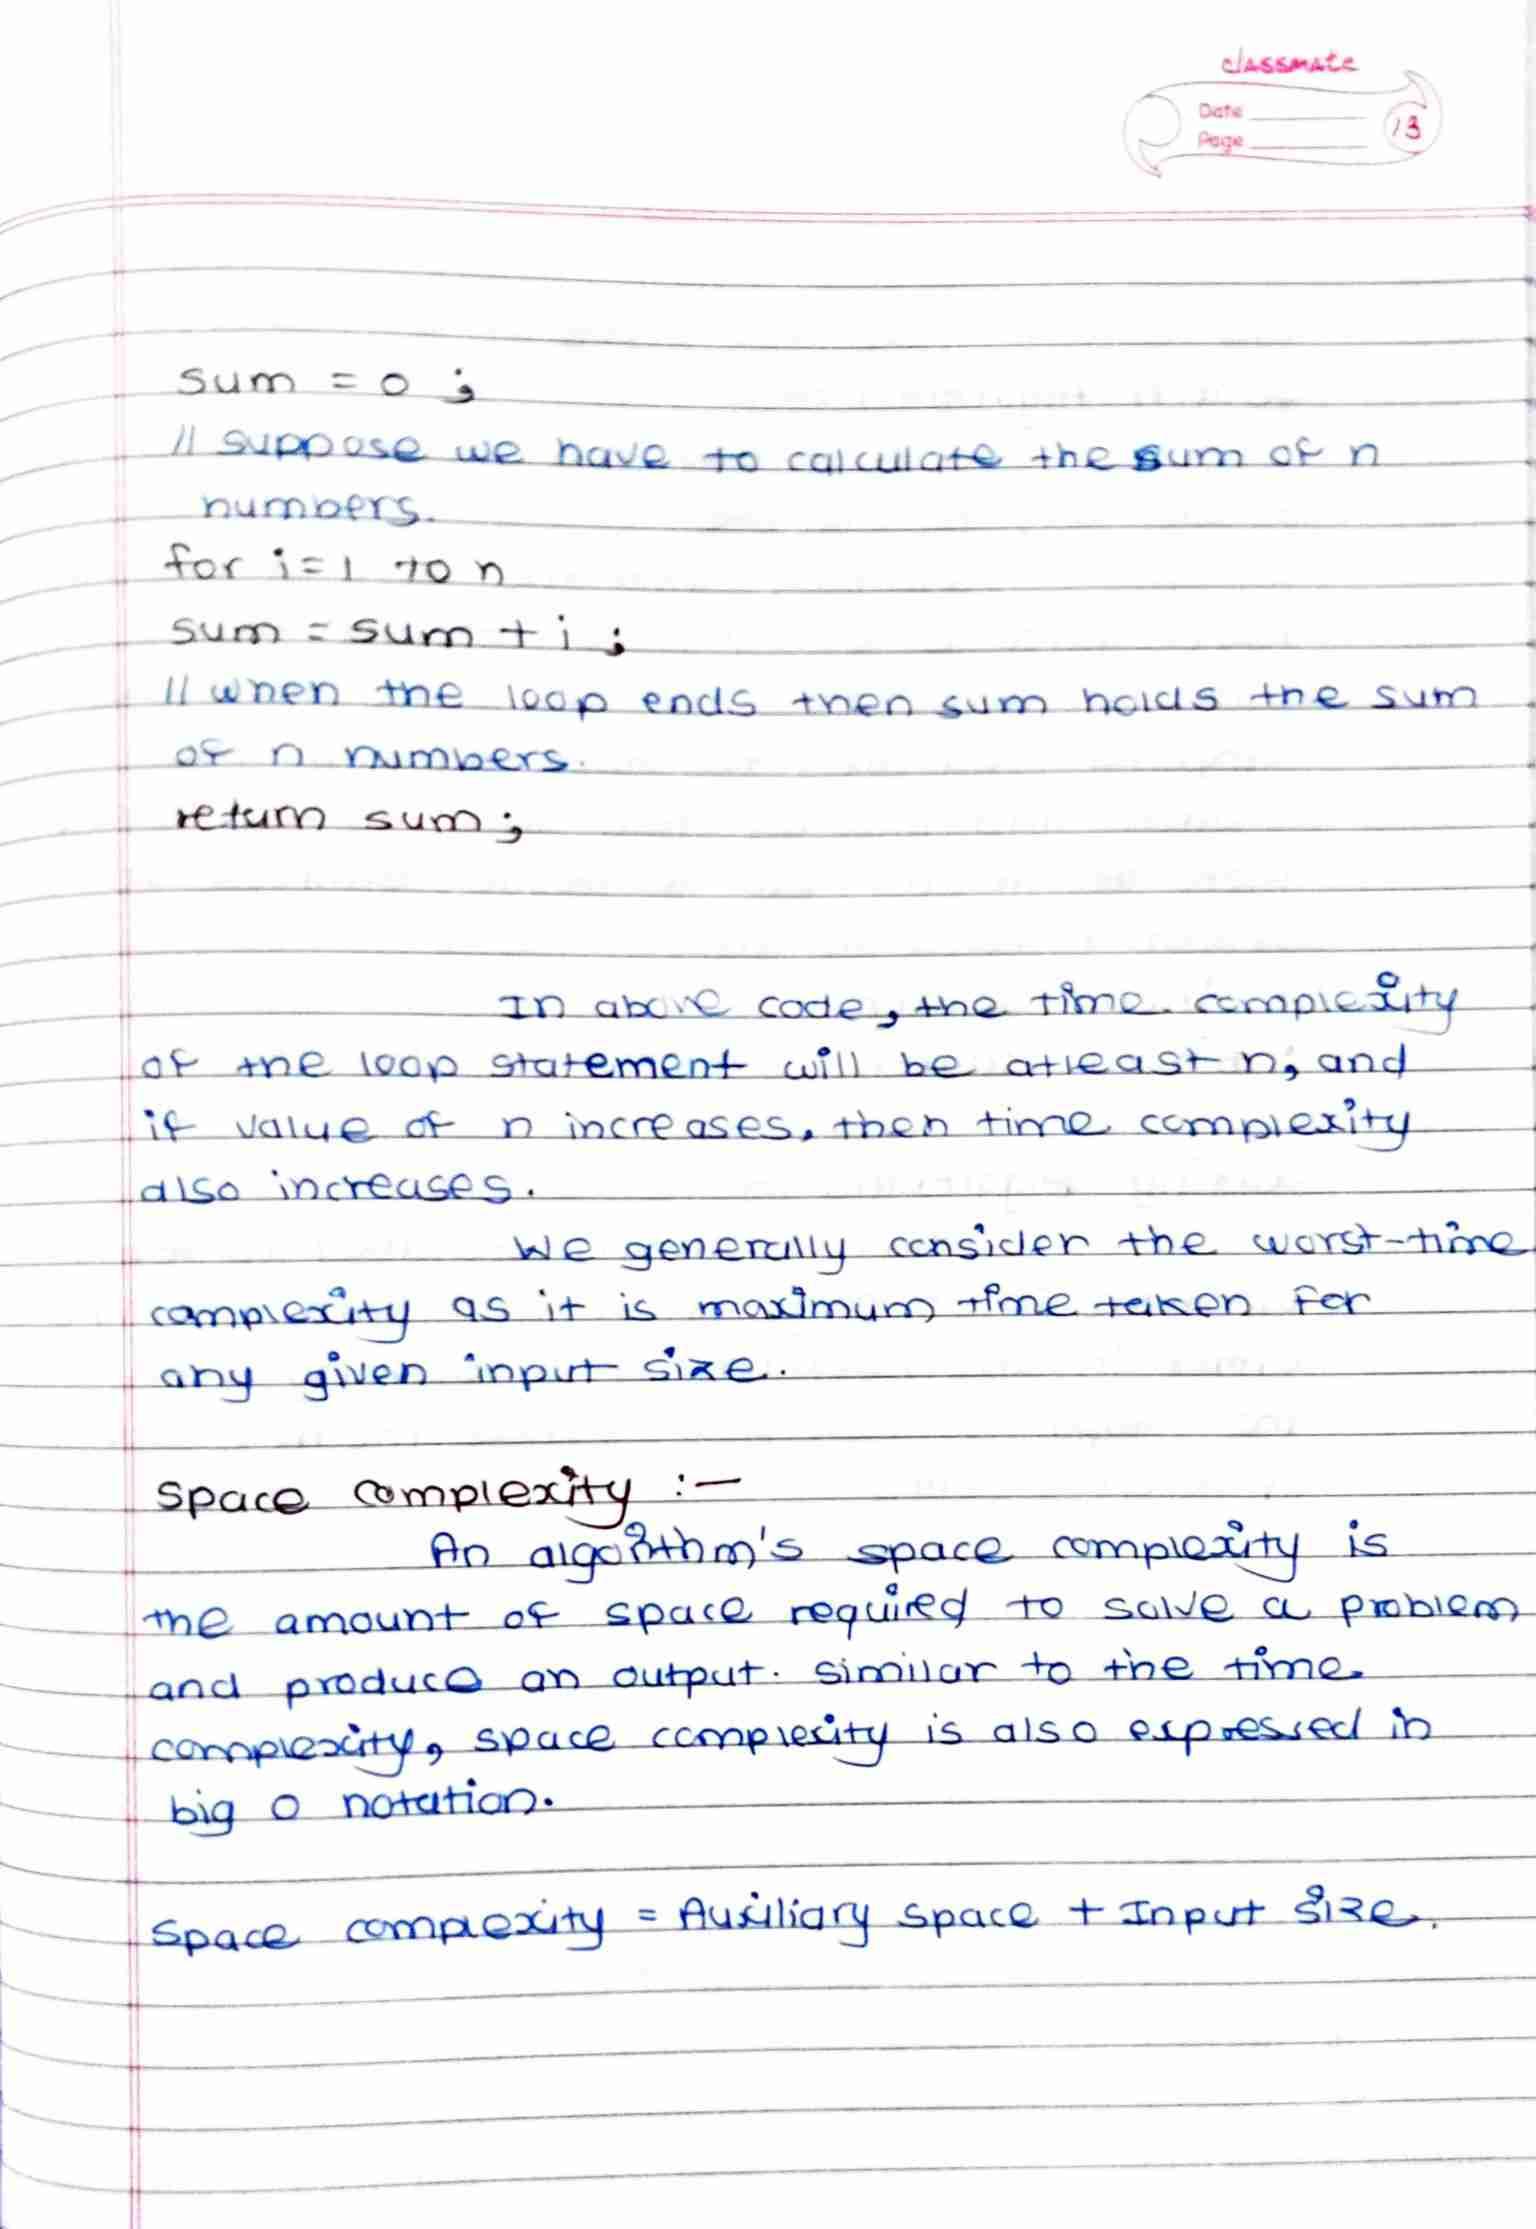 classmate
Date
Page
13
sum = 0 ;
// suppose we have to calculate the sum of n
numbers.
for i = 1 to n
sum = sum + i ;
// when the loop ends then sum holds the sum
of n numbers.
return sum ;
In above code, the time complexity
of the loop statement will be atleast n, and
if value of n increases, then time complexity
also increases.
We generally consider the worst-time
complexity as it is maximum time taken for
any given input size.
Space complexity :-
An algorithm's space complexity is
the amount of space required to solve a problem
and produce an output. similar to the time
complexity, space complexity is also expressed in
big O notation.
Space complexity = Auxiliary space + Input size.